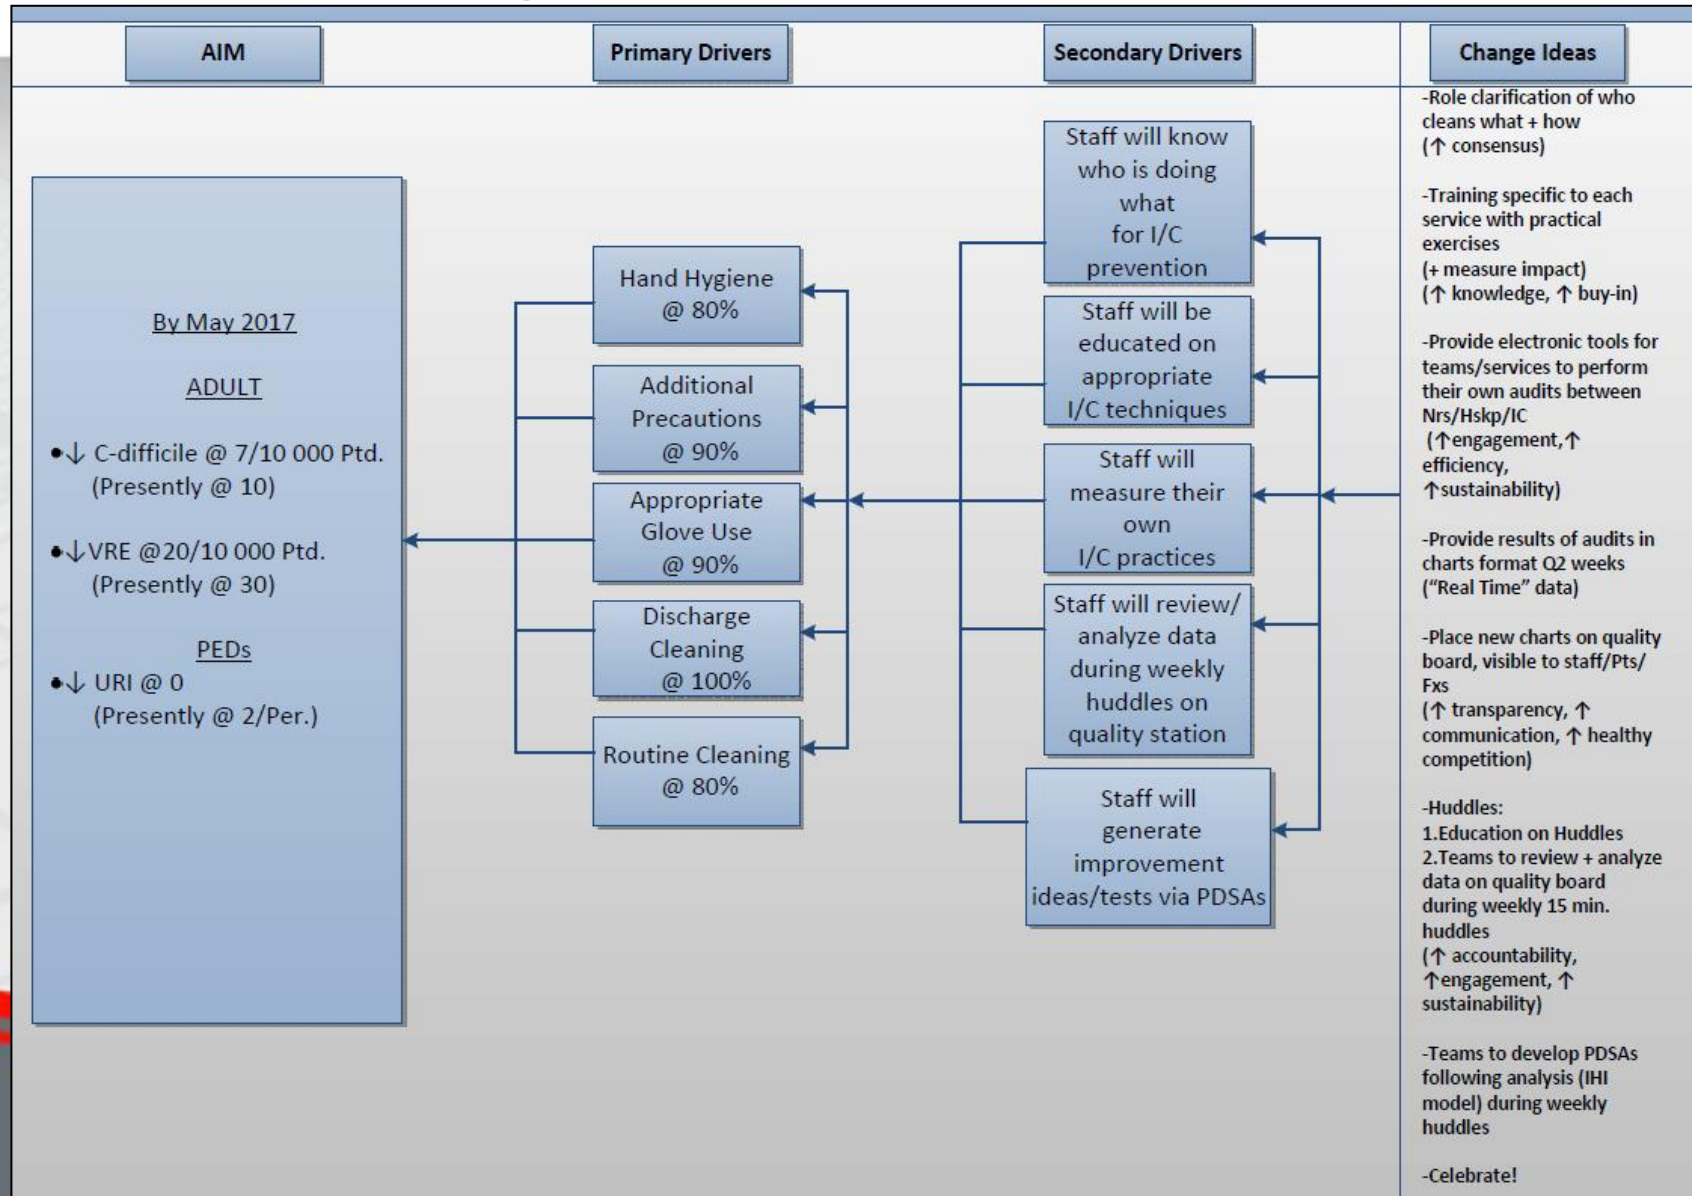 AIM
Primary Drivers
Secondary Drivers
Change Ideas
By May 2017
ADULT
•↓ C-difficile @ 7/10 000 Ptd.
(Presently @ 10)
•↓VRE @20/10 000 Ptd.
(Presently @ 30)
PEDs
•↓ URI @ 0
(Presently @ 2/Per.)
Hand Hygiene
@ 80%
Additional
Precautions
@ 90%
Appropriate
Glove Use
@ 90%
Discharge
Cleaning
@ 100%
Routine Cleaning
@ 80%
Staff will know
who is doing
what
for I/C
prevention
Staff will be
educated on
appropriate
I/C techniques
Staff will
measure their
own
I/C practices
Staff will review/
analyze data
during weekly
huddles on
quality station
Staff will
generate
improvement
ideas/tests via PDSAs
-Role clarification of who
cleans what + how
(↑ consensus)
-Training specific to each
service with practical
exercises
(+ measure impact)
(↑ knowledge, ↑ buy-in)
-Provide electronic tools for
teams/services to perform
their own audits between
Nrs/Hskp/IC
(↑engagement,↑
efficiency,
↑sustainability)
-Provide results of audits in
charts format Q2 weeks
(“Real Time” data)
-Place new charts on quality
board, visible to staff/Pts/
Fxs
(↑ transparency, ↑
communication, ↑ healthy
competition)
-Huddles:
1.Education on Huddles
2.Teams to review + analyze
data on quality board
during weekly 15 min.
huddles
(↑ accountability,
↑engagement, ↑
sustainability)
-Teams to develop PDSAs
following analysis (IHI
model) during weekly
huddles
-Celebrate!